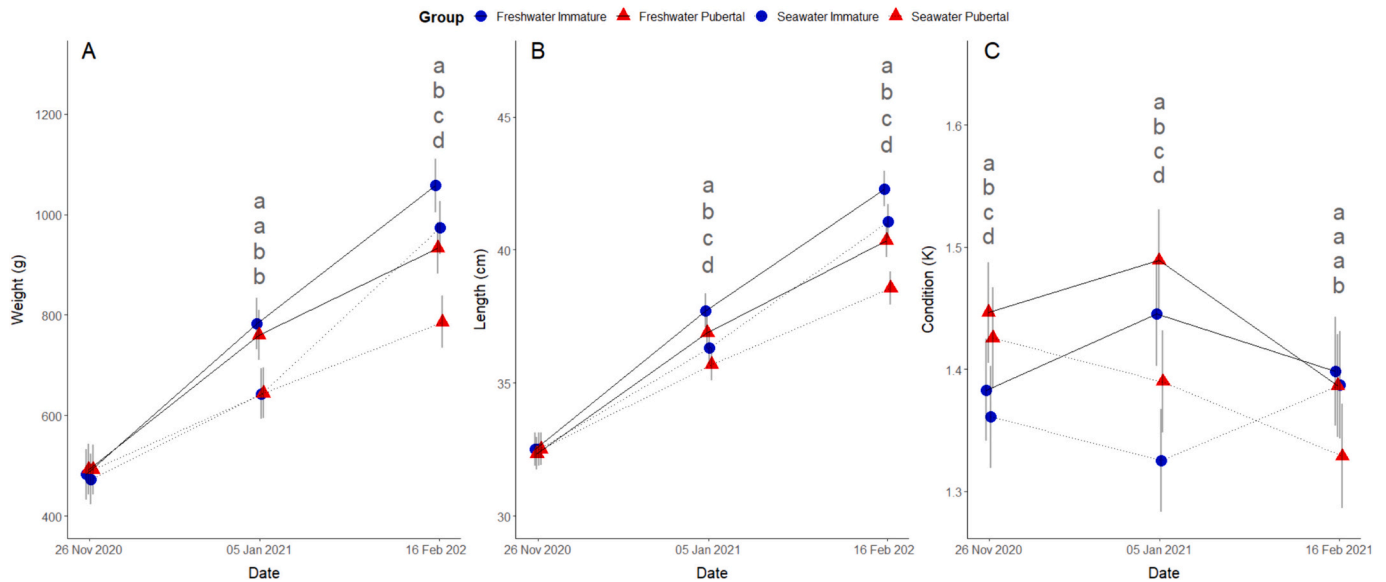 Group Freshwater Immature Freshwater Pubertal Seawater Immature Seawater Pubertal
A
Weight (g)
1200
1000
800
600
400
a
a
b
b
a
b
c
d
26 Nov 2020 05 Jan 2021 16 Feb 202
Date
B
Length (cm)
45
40
35
30
a
b
c
d
a
b
c
d
26 Nov 2020 05 Jan 2021 16 Feb 202
Date
C
Condition (K)
1.6
1.5
1.4
1.3
a
b
c
d
a
b
c
d
a
a
a
b
26 Nov 2020 05 Jan 2021 16 Feb 2021
Date